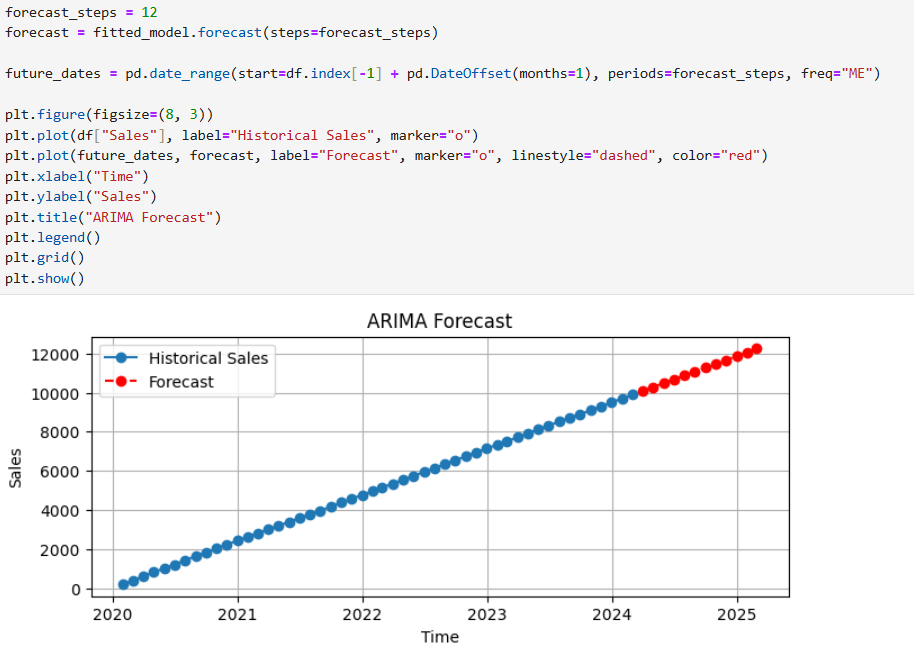 forecast_steps = 12
forecast = fitted_model.forecast(steps=forecast_steps)
future_dates = pd.date_range(start=df.index[-1] + pd.DateOffset(months=1), periods=forecast_steps, freq="ME")
plt.figure(figsize=(8, 3))
plt.plot(df["Sales"], label="Historical Sales", marker="o")
plt.plot(future_dates, forecast, label="Forecast", marker="o", linestyle="dashed", color="red")
plt.xlabel("Time")
plt.ylabel("Sales")
plt.title("ARIMA Forecast")
plt.legend()
plt.grid()
plt.show()
ARIMA Forecast
Historical Sales
Forecast
12000
10000
8000
6000
4000
2000
0
Sales
2020 2021 2022 2023 2024 2025
Time